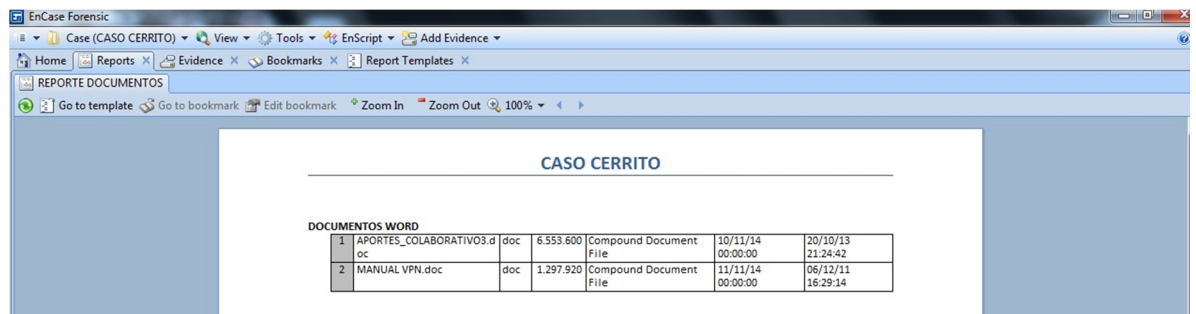 EnCase Forensic
Case (CASO CERRITO) View Tools EnScript Add Evidence
Home Reports Evidence Bookmarks Report Templates
REPORTE DOCUMENTOS
Go to template Go to bookmark Edit bookmark Zoom In Zoom Out 100%
CASO CERRITO
DOCUMENTOS WORD
1 APORTES_COLABORATIVO3.d doc 6.553.600 Compound Document 10/11/14 20/10/13
oc File 00:00:00 21:24:42
2 MANUAL VPN.doc doc 1.297.920 Compound Document 11/11/14 06/12/11
File 00:00:00 16:29:14